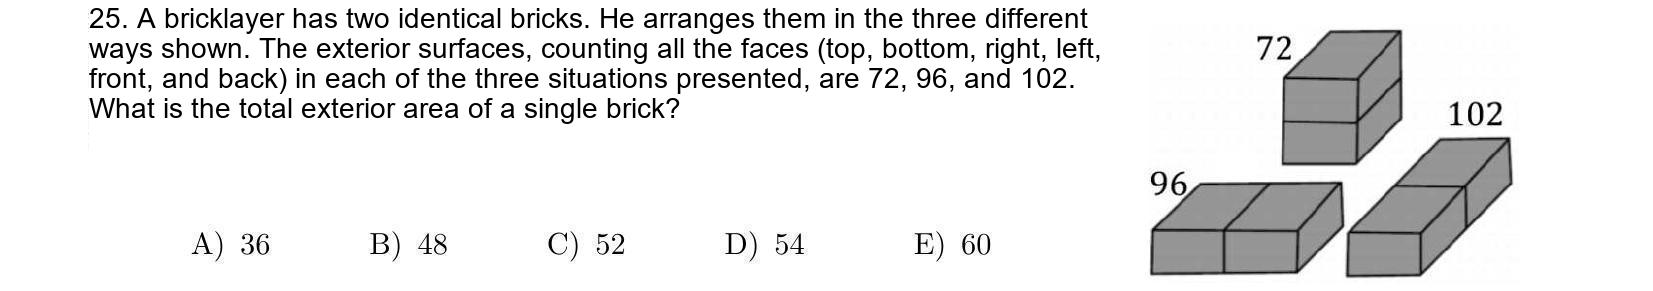 25. A bricklayer has two identical bricks. He arranges them in the three different
ways shown. The exterior surfaces, counting all the faces (top, bottom, right, left,
front, and back) in each of the three situations presented, are 72, 96, and 102.
What is the total exterior area of a single brick?
A) 36 B) 48 C) 52 D) 54 E) 60
72
102
96